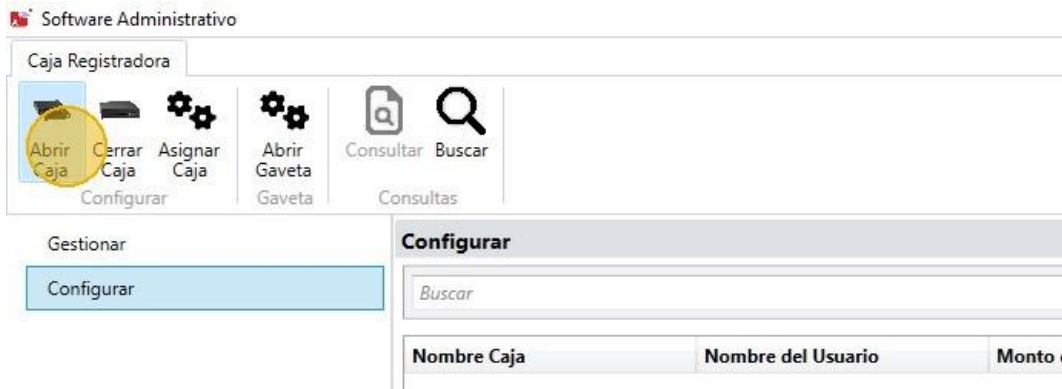 Software Administrativo
Caja Registradora
Abrir Caja
Cerrar Caja
Asignar Caja
Abrir Gaveta
Consultar
Buscar
Configurar
Gaveta
Consultas
Gestionar
Configurar
Configurar
Buscar
Nombre Caja
Nombre del Usuario
Monto